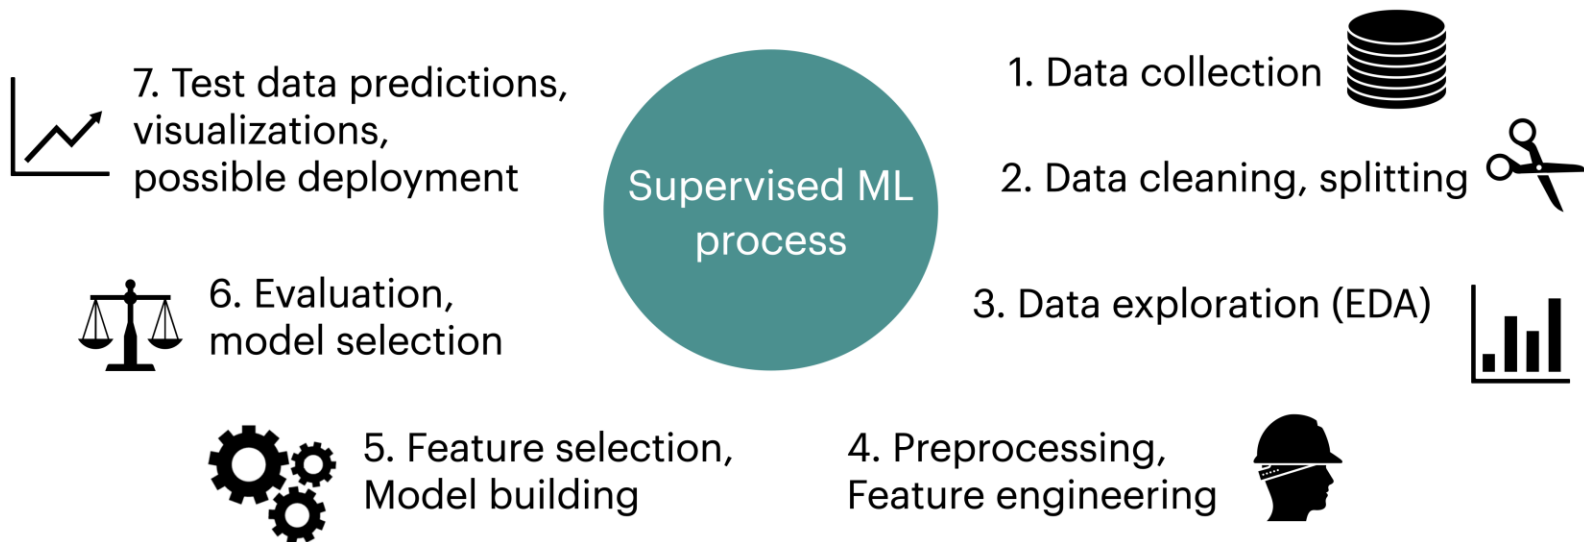 Supervised ML
process
1. Data collection
2. Data cleaning, splitting
3. Data exploration (EDA)
4. Preprocessing,
Feature engineering
5. Feature selection,
Model building
6. Evaluation,
model selection
7. Test data predictions,
visualizations,
possible deployment